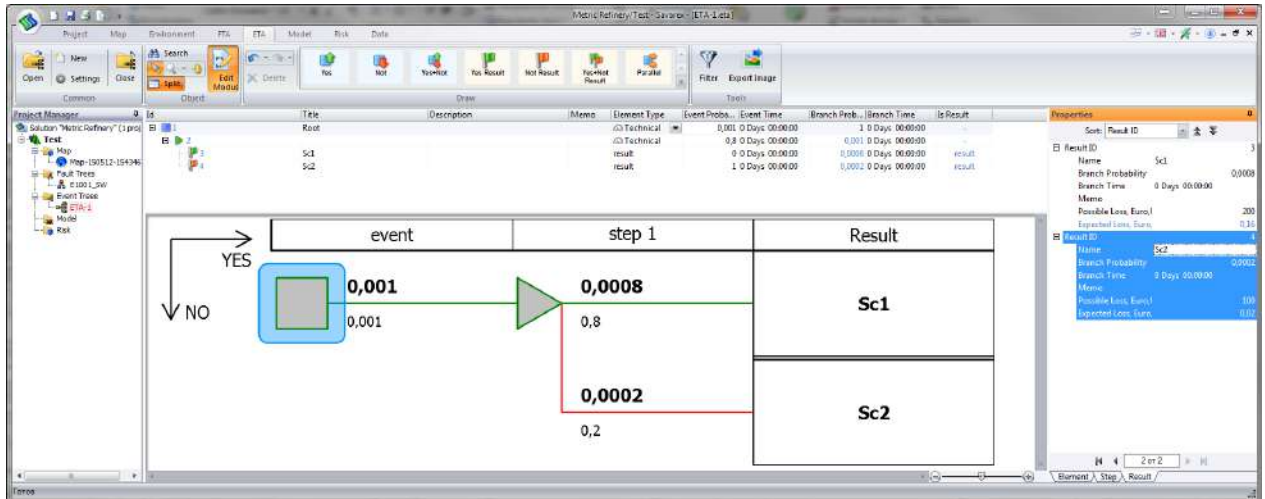 Metric Refinery/Test - Savarex - [ETA-1.eta]
Project Map Environment FTA ETA Model Risk Data
Open New Settings Close
Common
Search Split Edit Modul
Object
Delete
Yes Not Yes+Not Yes Result Not Result Yes+Not Result Parallel
Draw
Filter Export Image
Tools
Project Manager
Solution "Metric Refinery" (1 proj
Test
Map
Map-190512-194346
Fault Trees
E1001_SW
Event Trees
ETA-1
Model
Risk
Id Title Description Memo Element Type Event Proba... Event Time Branch Prob... Branch Time Is Result
1 Root Technical 0,001 0 Days 00:00:00 1 0 Days 00:00:00 -
2 Technical 0,8 0 Days 00:00:00 0,001 0 Days 00:00:00 -
3 Sc1 result 0 0 Days 00:00:00 0,0008 0 Days 00:00:00 result
4 Sc2 result 1 0 Days 00:00:00 0,0002 0 Days 00:00:00 result
event step 1 Result
YES
NO
0,001
0,001
0,0008
0,8
Sc1
0,0002
0,2
Sc2
Properties
Sort: Result ID
Result ID 3
Name Sc1
Branch Probability 0,0008
Branch Time 0 Days 00:00:00
Memo
Possible Loss, Euro,! 200
Expected Loss, Euro, 0,16
Result ID 4
Name Sc2
Branch Probability 0,0002
Branch Time 0 Days 00:00:00
Memo
Possible Loss, Euro,! 100
Expected Loss, Euro, 0,02
2 от 2
Element Step Result
Готов